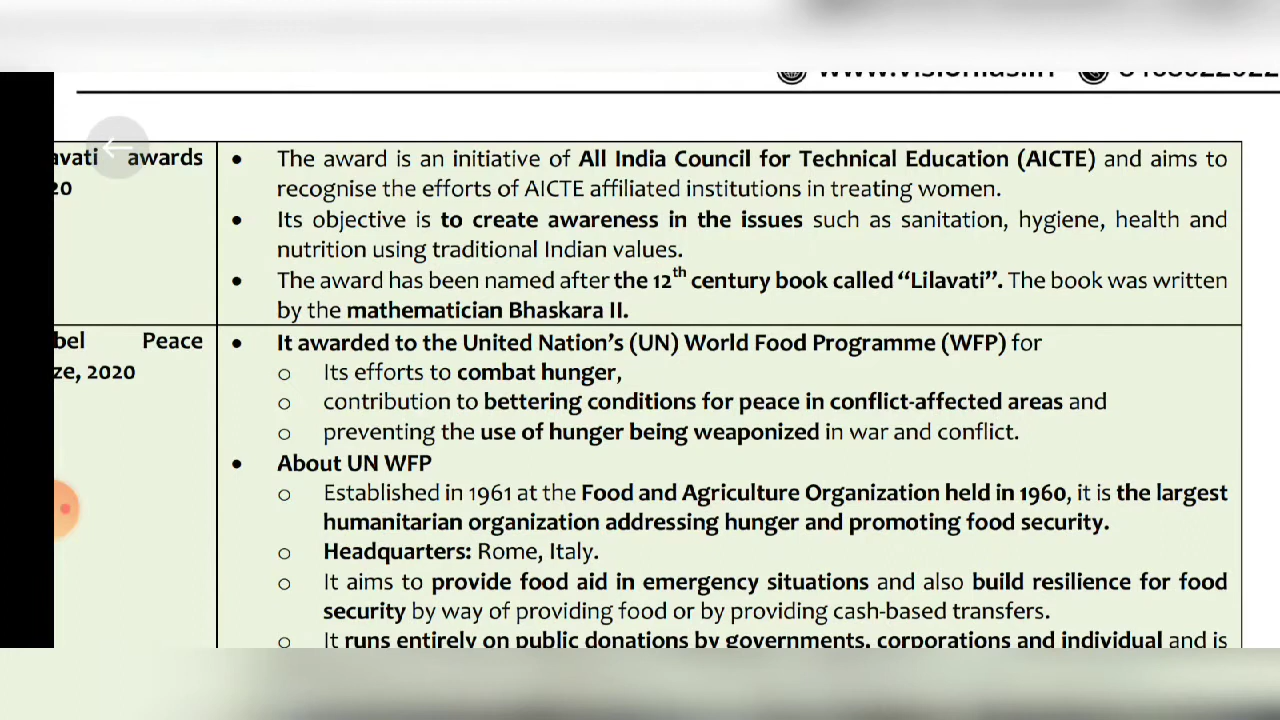 www.visionias.in
avati awards
20
• The award is an initiative of All India Council for Technical Education (AICTE) and aims to
recognise the efforts of AICTE affiliated institutions in treating women.
• Its objective is to create awareness in the issues such as sanitation, hygiene, health and
nutrition using traditional Indian values.
• The award has been named after the 12th century book called “Lilavati”. The book was written
by the mathematician Bhaskara II.
bel Peace
ze, 2020
• It awarded to the United Nation’s (UN) World Food Programme (WFP) for
o Its efforts to combat hunger,
o contribution to bettering conditions for peace in conflict-affected areas and
o preventing the use of hunger being weaponized in war and conflict.
• About UN WFP
o Established in 1961 at the Food and Agriculture Organization held in 1960, it is the largest
humanitarian organization addressing hunger and promoting food security.
o Headquarters: Rome, Italy.
o It aims to provide food aid in emergency situations and also build resilience for food
security by way of providing food or by providing cash-based transfers.
o It runs entirely on public donations by governments, corporations and individual and is